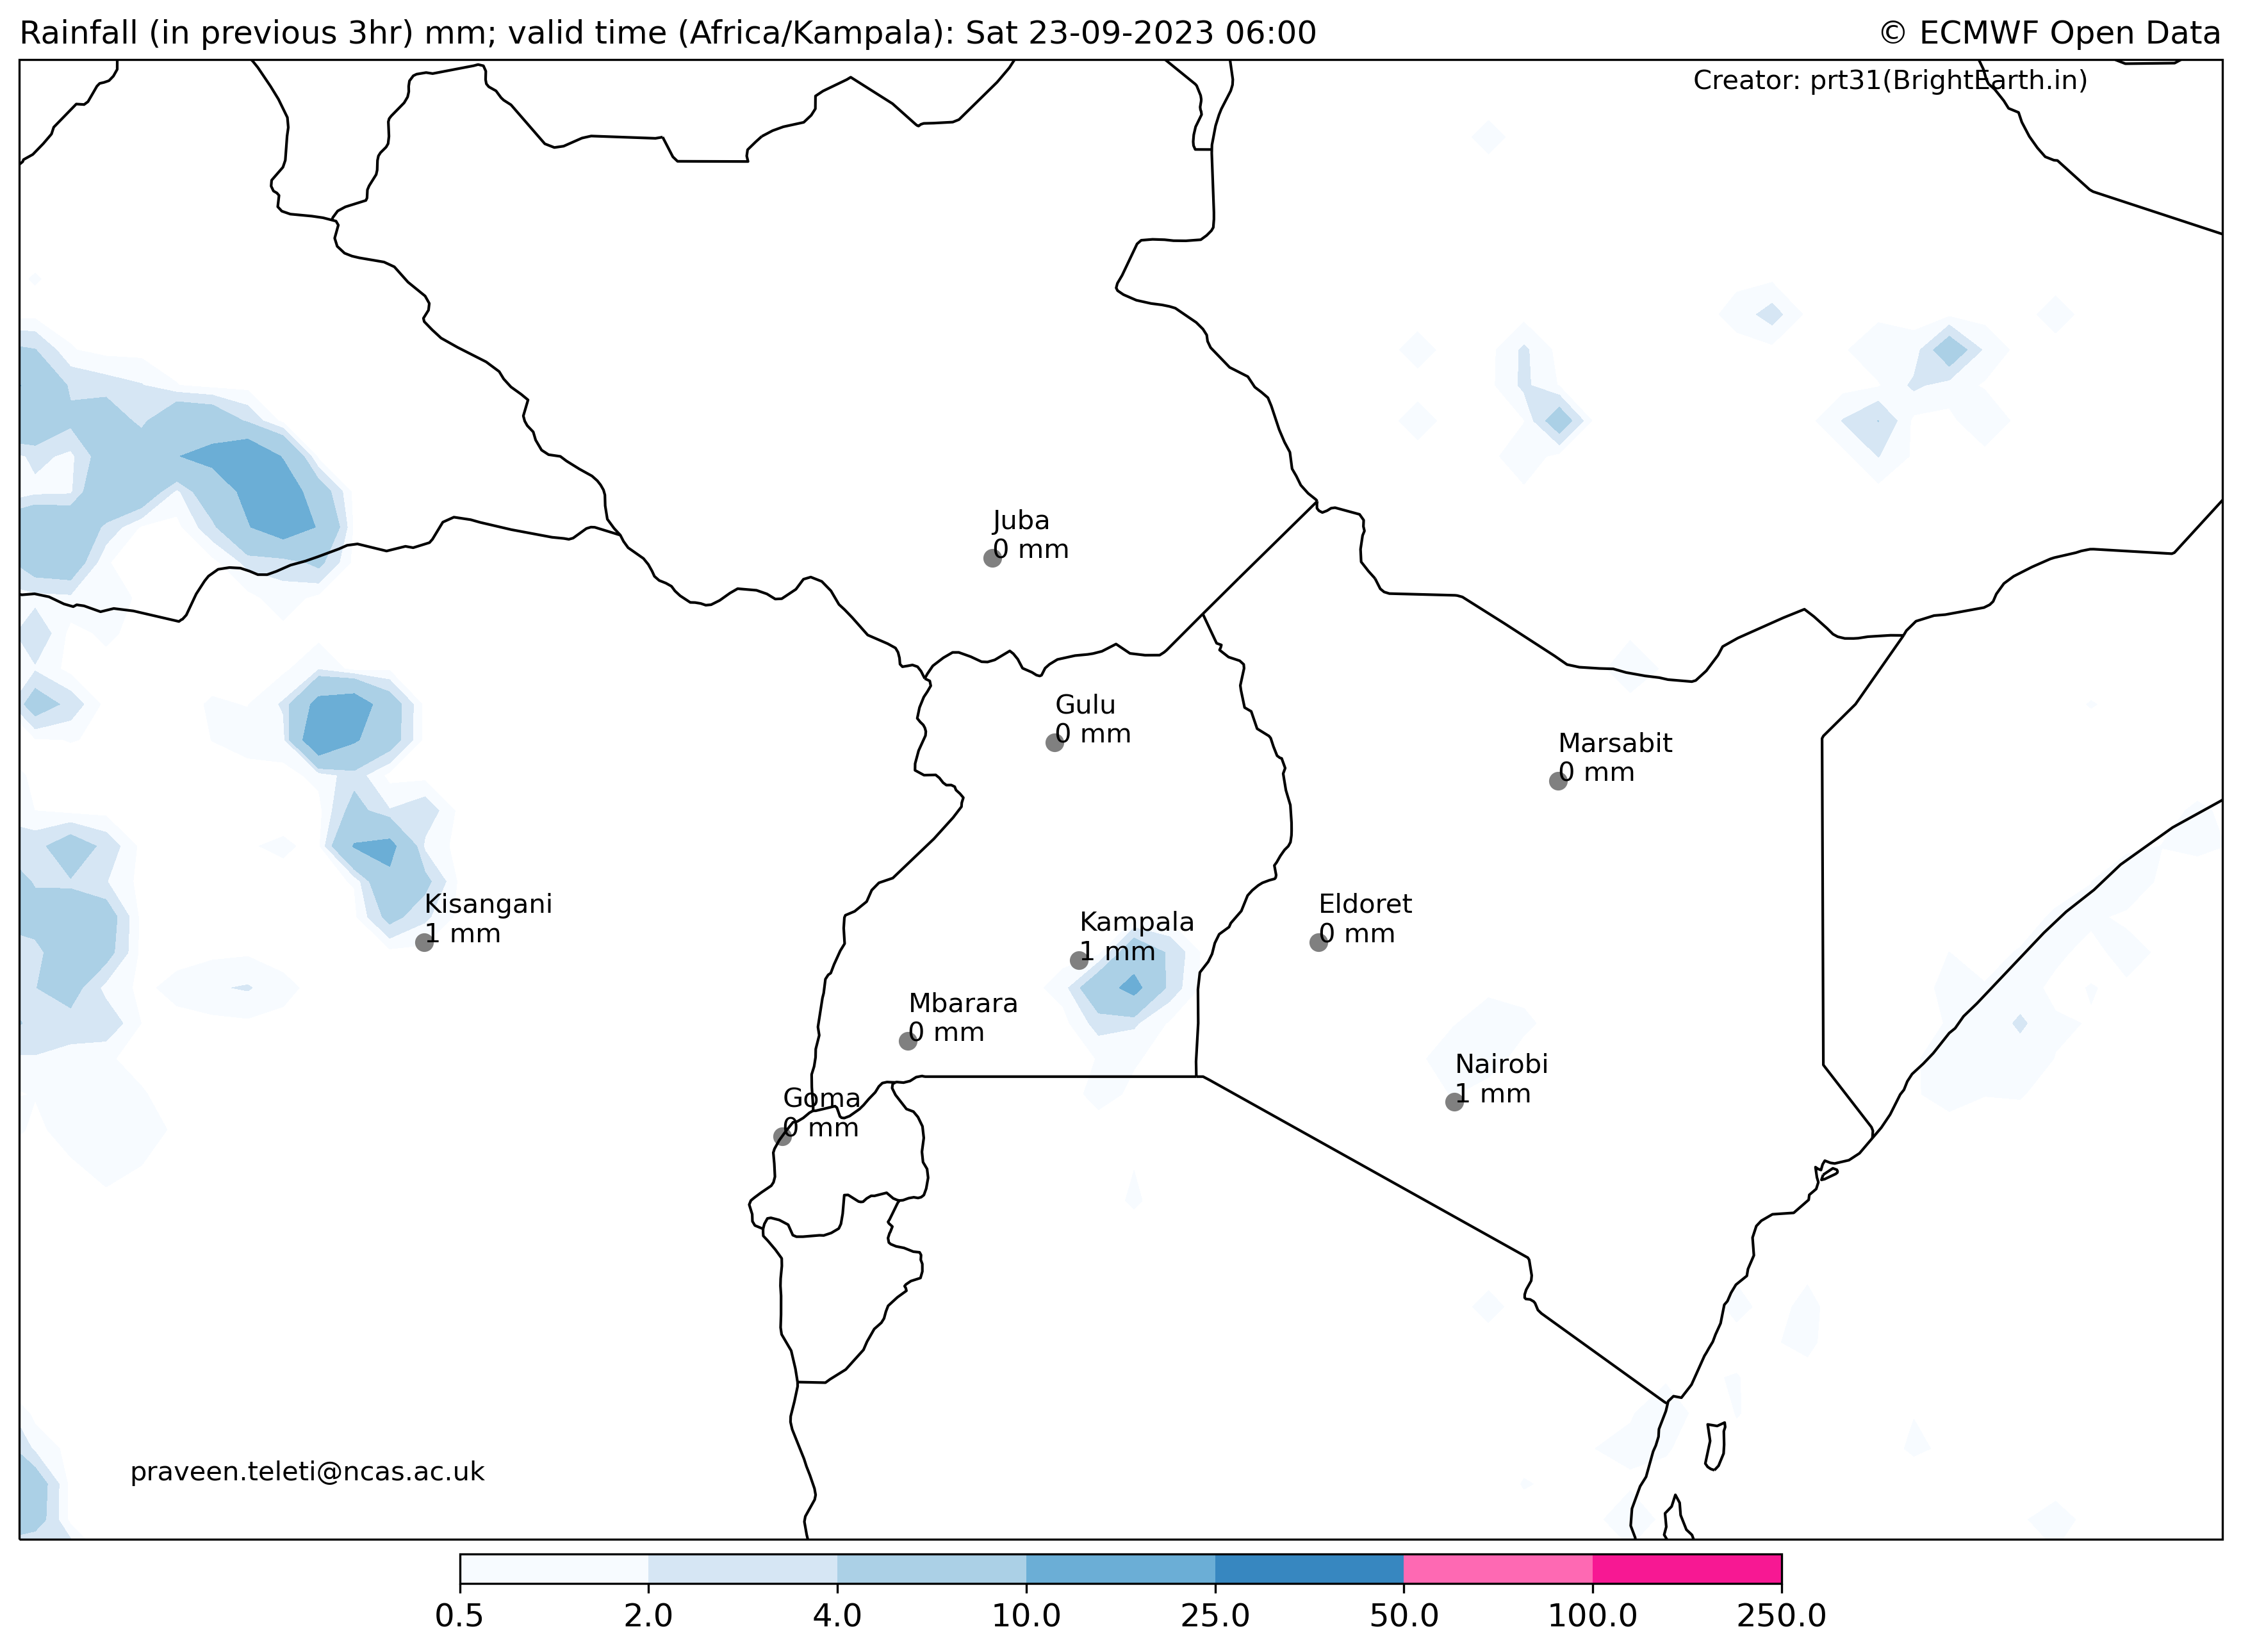 Rainfall (in previous 3hr) mm; valid time (Africa/Kampala): Sat 23-09-2023 06:00
© ECMWF Open Data
Creator: prt31(BrightEarth.in)
Juba
0 mm
Gulu
0 mm
Marsabit
0 mm
Kisangani
1 mm
Kampala
1 mm
Eldoret
0 mm
Mbarara
0 mm
Nairobi
1 mm
Goma
0 mm
praveen.teleti@ncas.ac.uk
0.5 2.0 4.0 10.0 25.0 50.0 100.0 250.0